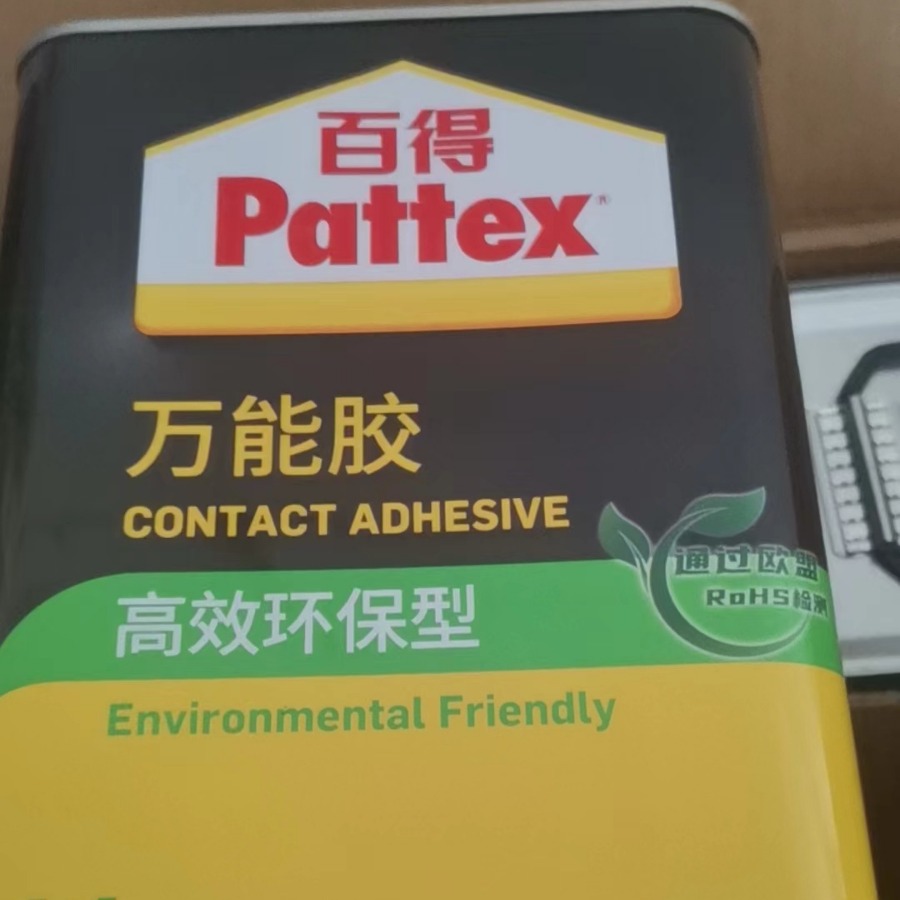 百得
Pattex®
万能胶
CONTACT ADHESIVE
通过欧盟
RoHS检测
高效环保型
Environmental Friendly